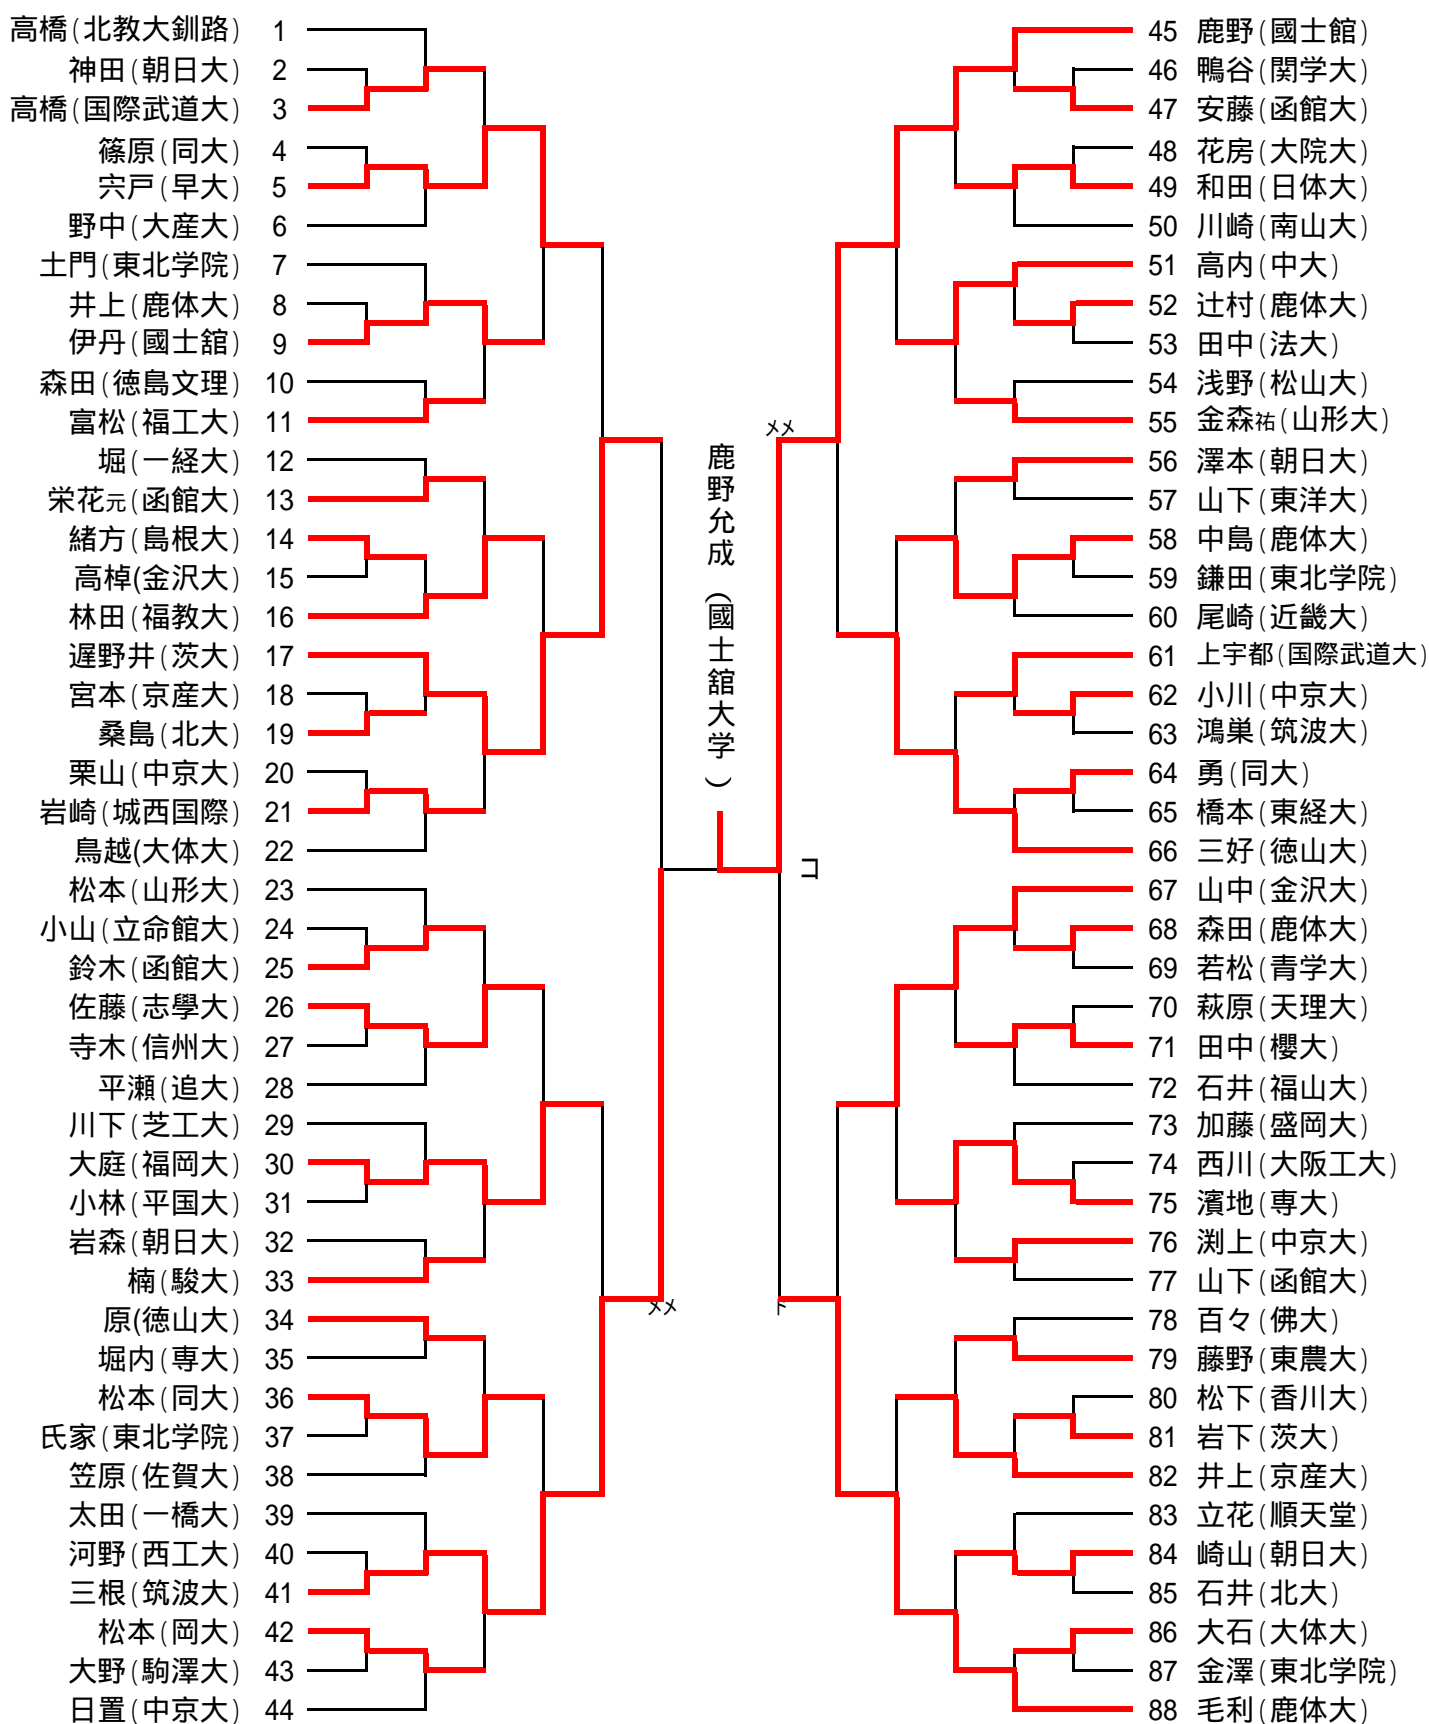 高橋(北教大釧路) 1
神田(朝日大) 2
高橋(国際武道大) 3
篠原(同大) 4
宍戸(早大) 5
野中(大産大) 6
土門(東北学院) 7
井上(鹿体大) 8
伊丹(國士舘) 9
森田(徳島文理) 10
富松(福工大) 11
堀(一経大) 12
栄花元(函館大) 13
緒方(島根大) 14
高棹(金沢大) 15
林田(福教大) 16
遅野井(茨大) 17
宮本(京産大) 18
桑島(北大) 19
栗山(中京大) 20
岩崎(城西国際) 21
鳥越(大体大) 22
松本(山形大) 23
小山(立命館大) 24
鈴木(函館大) 25
佐藤(志學大) 26
寺木(信州大) 27
平瀬(追大) 28
川下(芝工大) 29
大庭(福岡大) 30
小林(平国大) 31
岩森(朝日大) 32
楠(駿大) 33
原(徳山大) 34
堀内(専大) 35
松本(同大) 36
氏家(東北学院) 37
笠原(佐賀大) 38
太田(一橋大) 39
河野(西工大) 40
三根(筑波大) 41
松本(岡大) 42
大野(駒澤大) 43
日置(中京大) 44
メメ
鹿野允成(國士舘大学)
メメ
コ
ト
45 鹿野(國士館)
46 鴨谷(関学大)
47 安藤(函館大)
48 花房(大院大)
49 和田(日体大)
50 川崎(南山大)
51 高内(中大)
52 辻村(鹿体大)
53 田中(法大)
54 浅野(松山大)
55 金森祐(山形大)
56 澤本(朝日大)
57 山下(東洋大)
58 中島(鹿体大)
59 鎌田(東北学院)
60 尾崎(近畿大)
61 上宇都(国際武道大)
62 小川(中京大)
63 鴻巣(筑波大)
64 勇(同大)
65 橋本(東経大)
66 三好(徳山大)
67 山中(金沢大)
68 森田(鹿体大)
69 若松(青学大)
70 萩原(天理大)
71 田中(櫻大)
72 石井(福山大)
73 加藤(盛岡大)
74 西川(大阪工大)
75 濱地(専大)
76 渕上(中京大)
77 山下(函館大)
78 百々(佛大)
79 藤野(東農大)
80 松下(香川大)
81 岩下(茨大)
82 井上(京産大)
83 立花(順天堂)
84 崎山(朝日大)
85 石井(北大)
86 大石(大体大)
87 金澤(東北学院)
88 毛利(鹿体大)